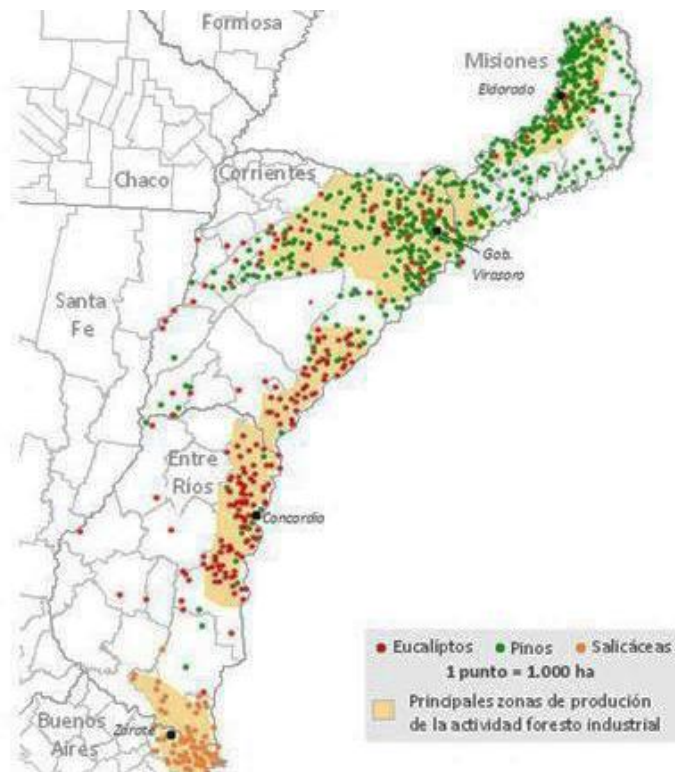 Formosa
Misiones
Eldorado
Chaco
Corrientes
Gob.
Virasoro
Santa
Fe
Entre
Ríos
Concordia
Eucaliptos Pinos Salicáceas
1 punto = 1.000 ha
Principales zonas de produción
de la actividad foresto industrial
Buenos
Aires
Zárate